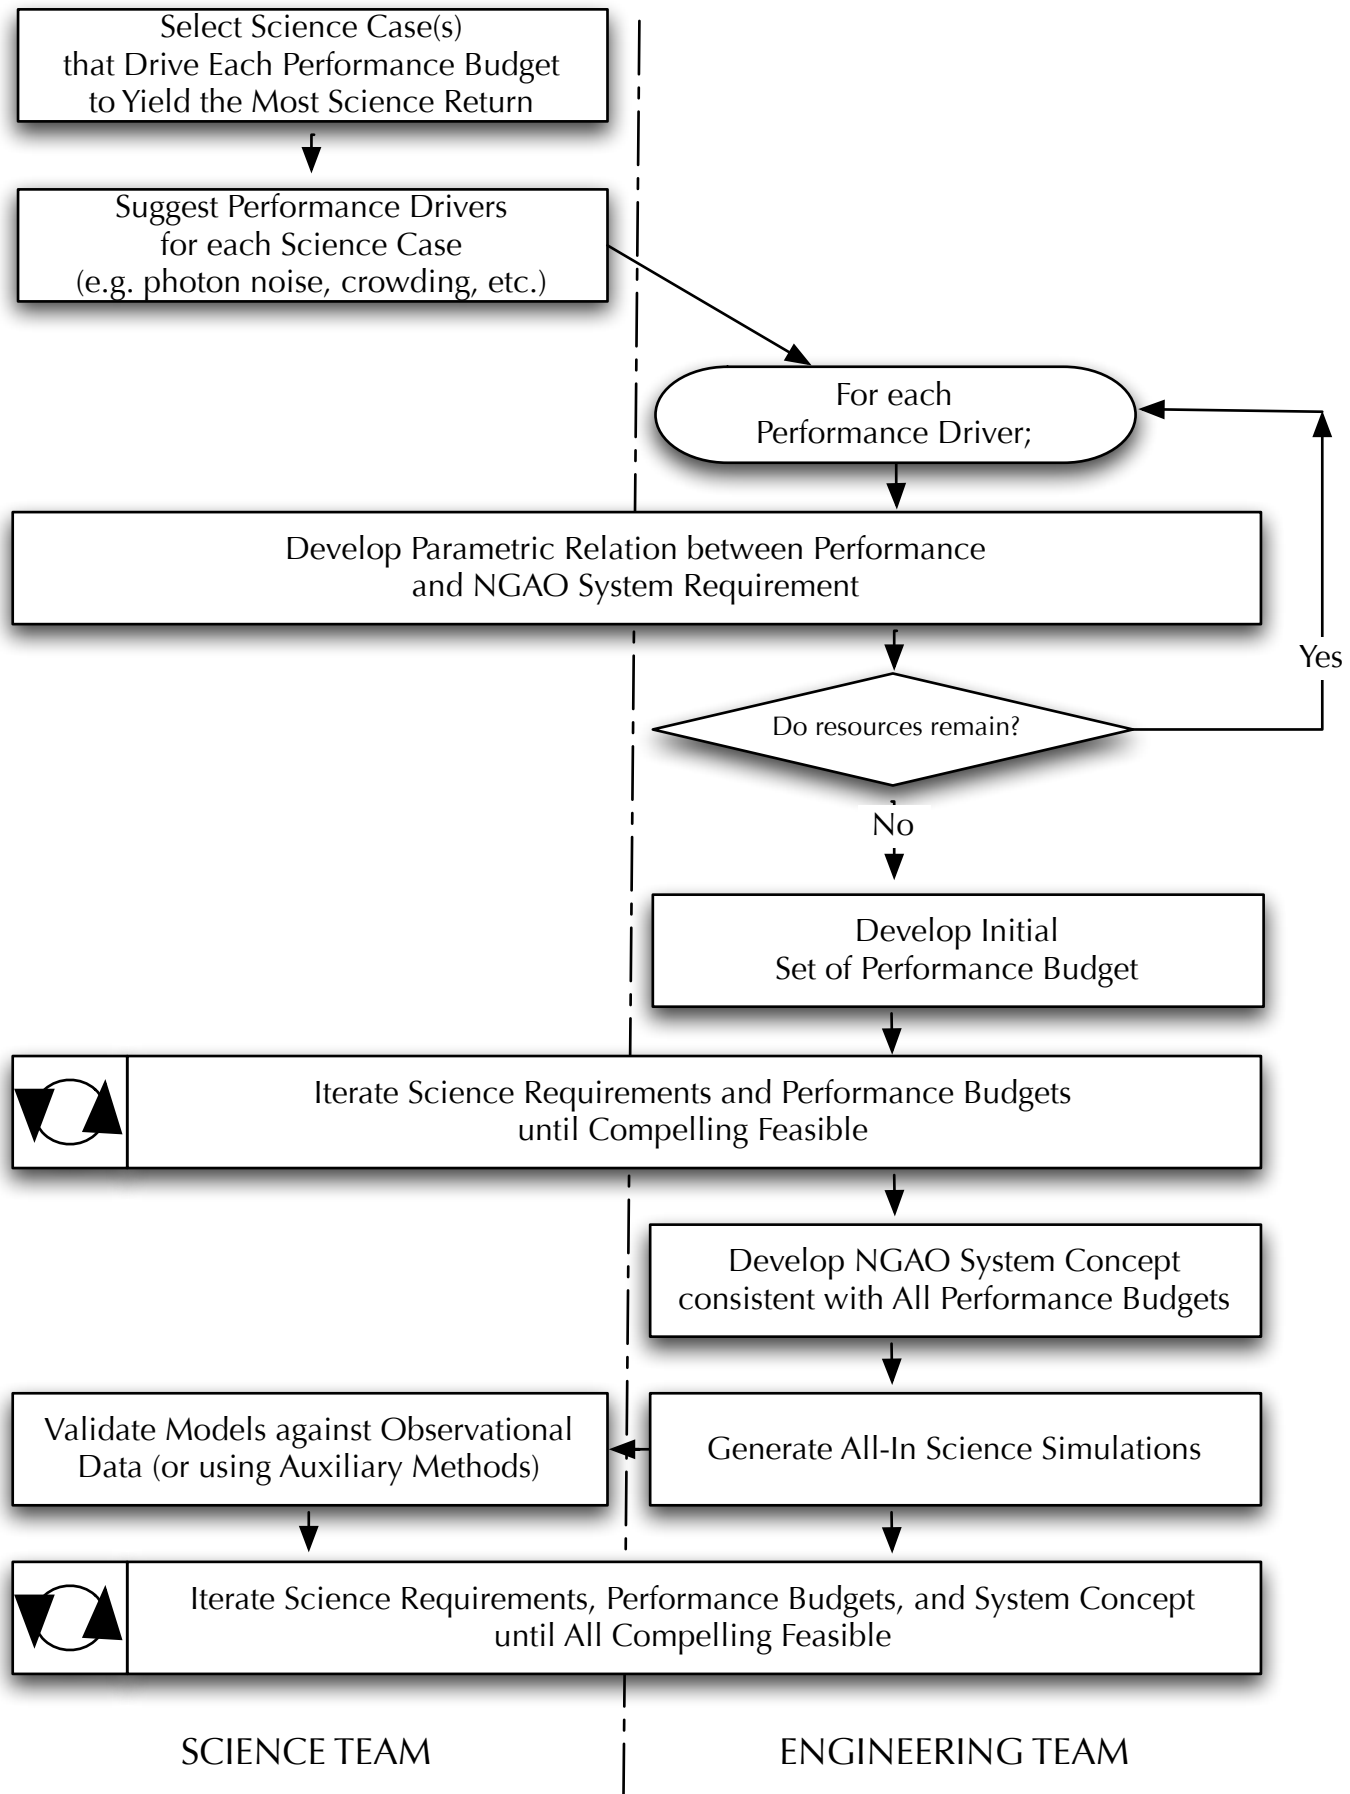 Select Science Case(s)
that Drive Each Performance Budget
to Yield the Most Science Return
Suggest Performance Drivers
for each Science Case
(e.g. photon noise, crowding, etc.)
For each
Performance Driver;
Develop Parametric Relation between Performance
and NGAO System Requirement
Yes
Do resources remain?
No
Develop Initial
Set of Performance Budget
Iterate Science Requirements and Performance Budgets
until Compelling Feasible
Develop NGAO System Concept
consistent with All Performance Budgets
Validate Models against Observational
Data (or using Auxiliary Methods)
Generate All-In Science Simulations
Iterate Science Requirements, Performance Budgets, and System Concept
until All Compelling Feasible
SCIENCE TEAM
ENGINEERING TEAM